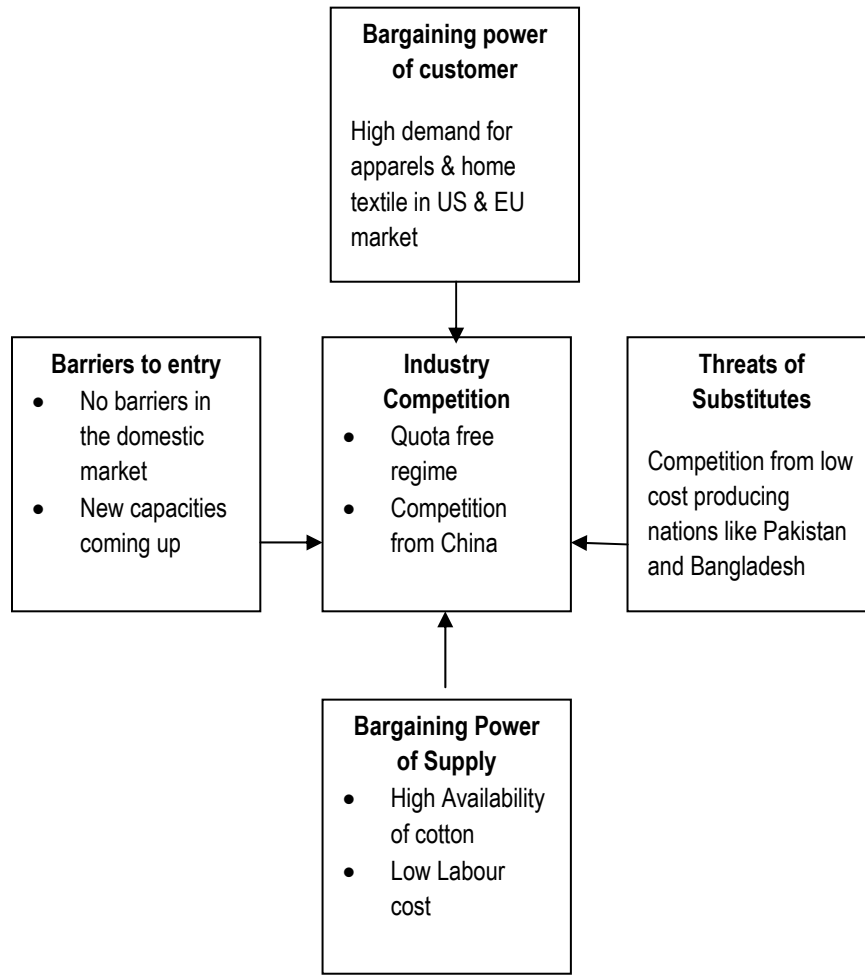 Bargaining power
of customer
High demand for
apparels & home
textile in US & EU
market
Barriers to entry
• No barriers in
the domestic
market
• New capacities
coming up
Industry
Competition
• Quota free
regime
• Competition
from China
Threats of
Substitutes
Competition from low
cost producing
nations like Pakistan
and Bangladesh
Bargaining Power
of Supply
• High Availability
of cotton
• Low Labour
cost